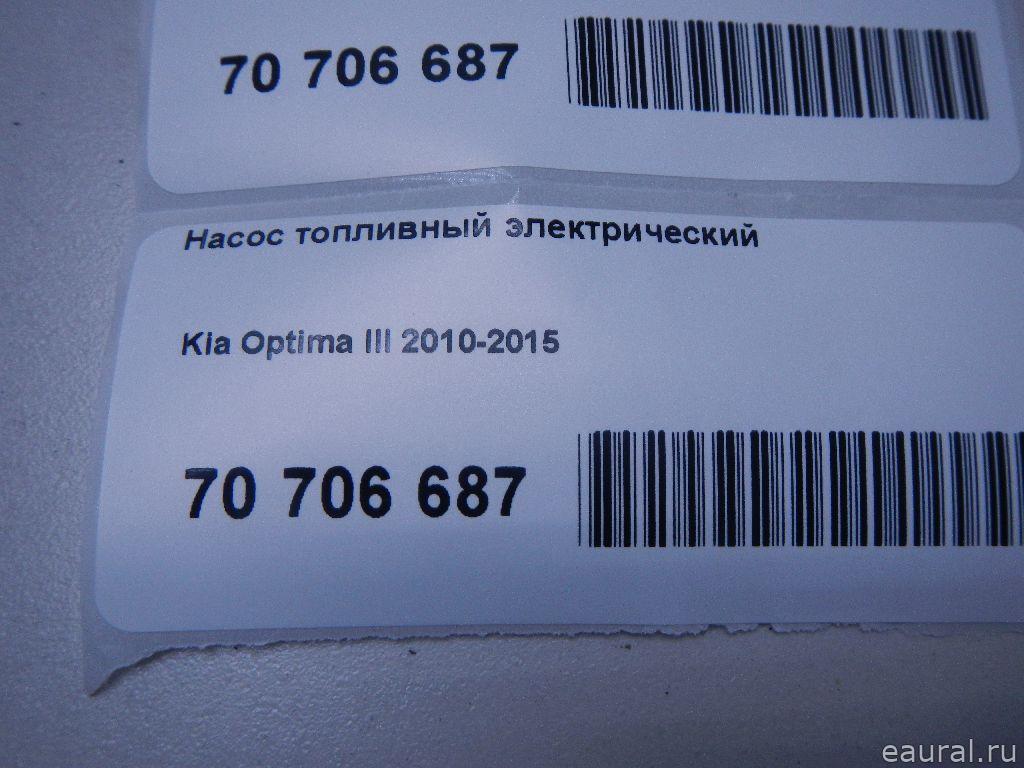 70 706 687
Насос топливный электрический
Kia Optima III 2010-2015
70 706 687
eaural.ru